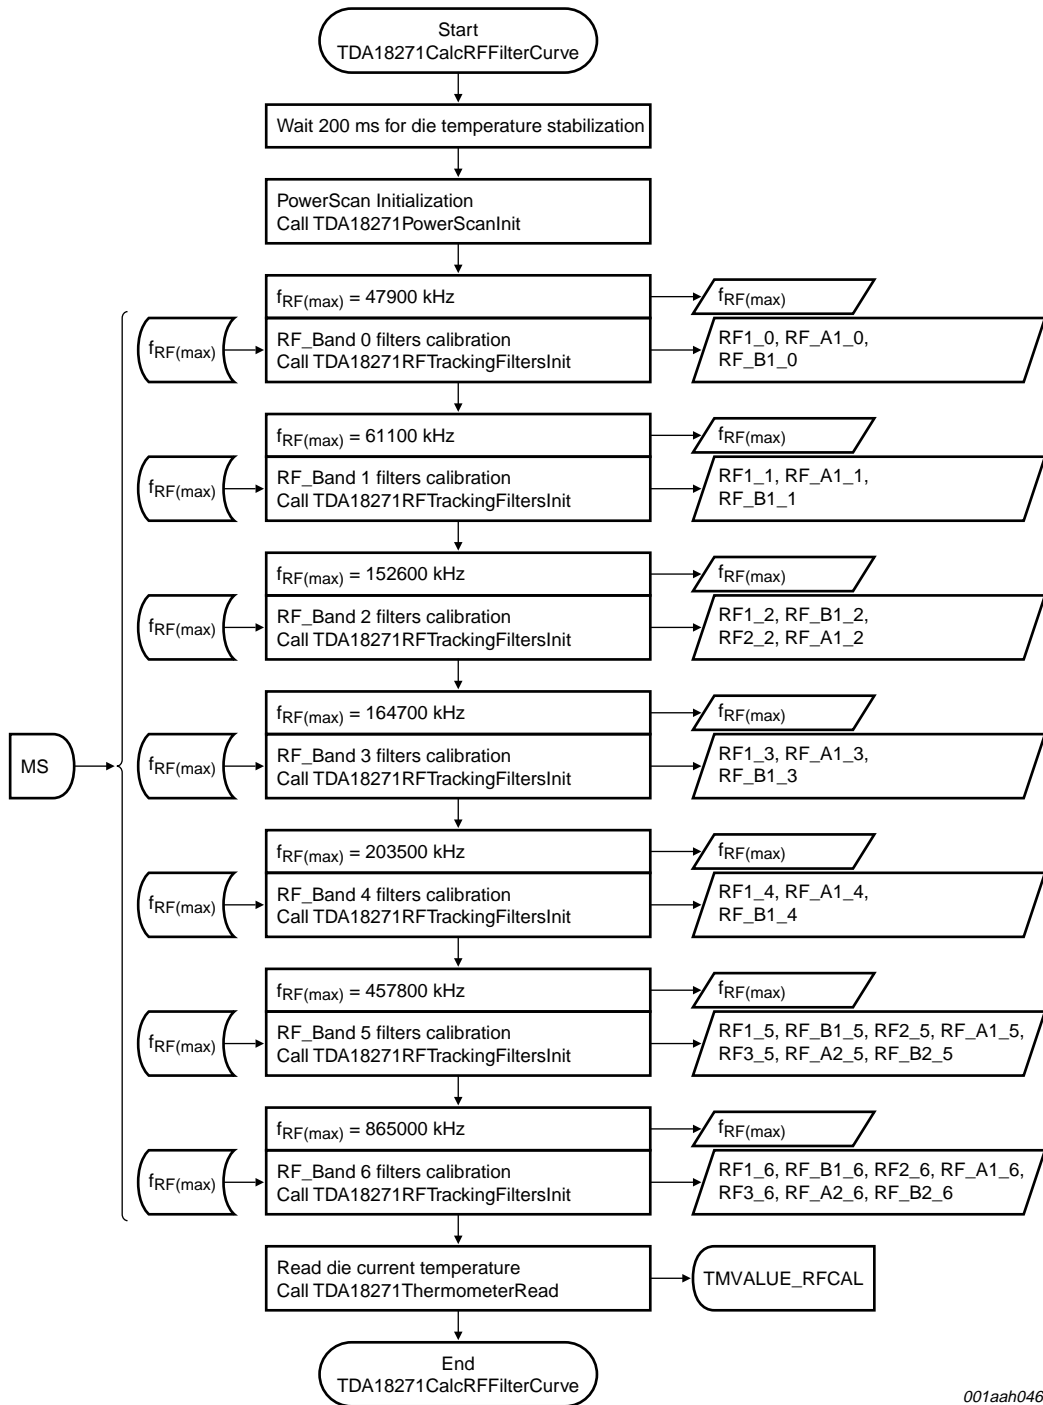 Start
TDA18271CalcRFFilterCurve
Wait 200 ms for die temperature stabilization
PowerScan Initialization
Call TDA18271PowerScanInit
fRF(max) = 47900 kHz
fRF(max)
fRF(max)
RF_Band 0 filters calibration
Call TDA18271RFTrackingFiltersInit
RF1_0, RF_A1_0,
RF_B1_0
fRF(max) = 61100 kHz
fRF(max)
fRF(max)
RF_Band 1 filters calibration
Call TDA18271RFTrackingFiltersInit
RF1_1, RF_A1_1,
RF_B1_1
fRF(max) = 152600 kHz
fRF(max)
fRF(max)
RF_Band 2 filters calibration
Call TDA18271RFTrackingFiltersInit
RF1_2, RF_B1_2,
RF2_2, RF_A1_2
fRF(max) = 164700 kHz
fRF(max)
MS
fRF(max)
RF_Band 3 filters calibration
Call TDA18271RFTrackingFiltersInit
RF1_3, RF_A1_3,
RF_B1_3
fRF(max) = 203500 kHz
fRF(max)
fRF(max)
RF_Band 4 filters calibration
Call TDA18271RFTrackingFiltersInit
RF1_4, RF_A1_4,
RF_B1_4
fRF(max) = 457800 kHz
fRF(max)
fRF(max)
RF_Band 5 filters calibration
Call TDA18271RFTrackingFiltersInit
RF1_5, RF_B1_5, RF2_5, RF_A1_5,
RF3_5, RF_A2_5, RF_B2_5
fRF(max) = 865000 kHz
fRF(max)
fRF(max)
RF_Band 6 filters calibration
Call TDA18271RFTrackingFiltersInit
RF1_6, RF_B1_6, RF2_6, RF_A1_6,
RF3_6, RF_A2_6, RF_B2_6
Read die current temperature
Call TDA18271ThermometerRead
TMVALUE_RFCAL
End
TDA18271CalcRFFilterCurve
001aah046